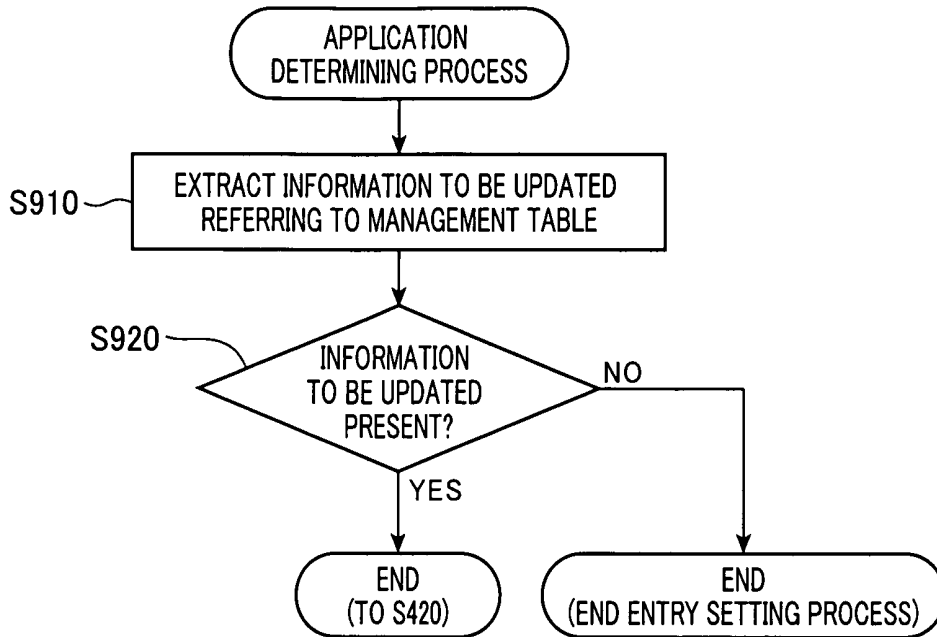 APPLICATION
DETERMINING PROCESS
S910
EXTRACT INFORMATION TO BE UPDATED
REFERRING TO MANAGEMENT TABLE
S920
INFORMATION
TO BE UPDATED
PRESENT?
NO
YES
END
(TO S420)
END
(END ENTRY SETTING PROCESS)